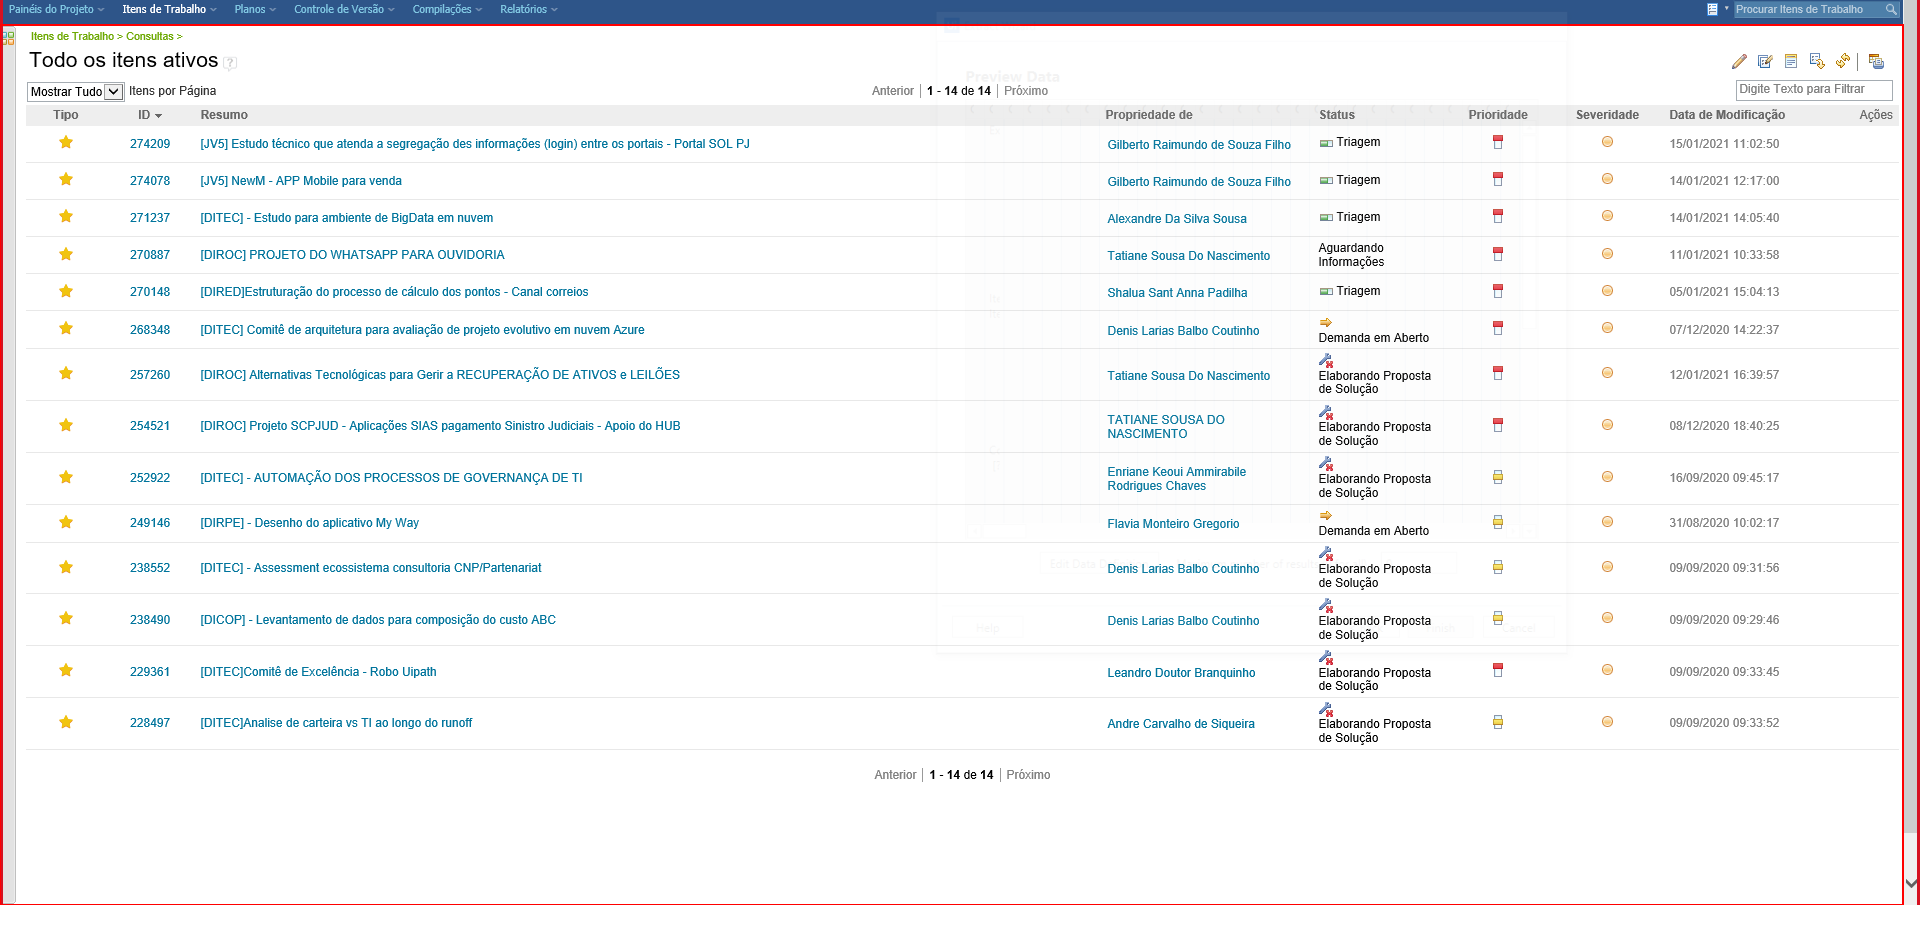 Painéis do Projeto Itens de Trabalho Planos Controle de Versão Compilações Relatórios Procurar Itens de Trabalho
Itens de Trabalho > Consultas >
Todo os itens ativos ?
Mostrar Tudo Itens por Página Anterior | 1 - 14 de 14 | Próximo Digite Texto para Filtrar
Preview Data
Tipo ID Resumo Propriedade de Status Prioridade Severidade Data de Modificação Ações
274209 [JV5] Estudo técnico que atenda a segregação des informações (login) entre os portais - Portal SOL PJ Gilberto Raimundo de Souza Filho Triagem 15/01/2021 11:02:50
274078 [JV5] NewM - APP Mobile para venda Gilberto Raimundo de Souza Filho Triagem 14/01/2021 12:17:00
271237 [DITEC] - Estudo para ambiente de BigData em nuvem Alexandre Da Silva Sousa Triagem 14/01/2021 14:05:40
270887 [DIROC] PROJETO DO WHATSAPP PARA OUVIDORIA Tatiane Sousa Do Nascimento Aguardando Informações 11/01/2021 10:33:58
270148 [DIRED]Estruturação do processo de cálculo dos pontos - Canal correios Shalua Sant Anna Padilha Triagem 05/01/2021 15:04:13
268348 [DITEC] Comitê de arquitetura para avaliação de projeto evolutivo em nuvem Azure Denis Larias Balbo Coutinho Demanda em Aberto 07/12/2020 14:22:37
257260 [DIROC] Alternativas Tecnológicas para Gerir a RECUPERAÇÃO DE ATIVOS e LEILÕES Tatiane Sousa Do Nascimento Elaborando Proposta de Solução 12/01/2021 16:39:57
254521 [DIROC] Projeto SCPJUD - Aplicações SIAS pagamento Sinistro Judiciais - Apoio do HUB TATIANE SOUSA DO NASCIMENTO Elaborando Proposta de Solução 08/12/2020 18:40:25
252922 [DITEC] - AUTOMAÇÃO DOS PROCESSOS DE GOVERNANÇA DE TI Enriane Keoui Ammirabile Rodrigues Chaves Elaborando Proposta de Solução 16/09/2020 09:45:17
249146 [DIRPE] - Desenho do aplicativo My Way Flavia Monteiro Gregorio Demanda em Aberto 31/08/2020 10:02:17
238552 [DITEC] - Assessment ecossistema consultoria CNP/Partenariat Denis Larias Balbo Coutinho Elaborando Proposta de Solução 09/09/2020 09:31:56
238490 [DICOP] - Levantamento de dados para composição do custo ABC Denis Larias Balbo Coutinho Elaborando Proposta de Solução 09/09/2020 09:29:46
Help Cancel
229361 [DITEC]Comitê de Excelência - Robo Uipath Leandro Doutor Branquinho Elaborando Proposta de Solução 09/09/2020 09:33:45
228497 [DITEC]Analise de carteira vs TI ao longo do runoff Andre Carvalho de Siqueira Elaborando Proposta de Solução 09/09/2020 09:33:52
Anterior | 1 - 14 de 14 | Próximo